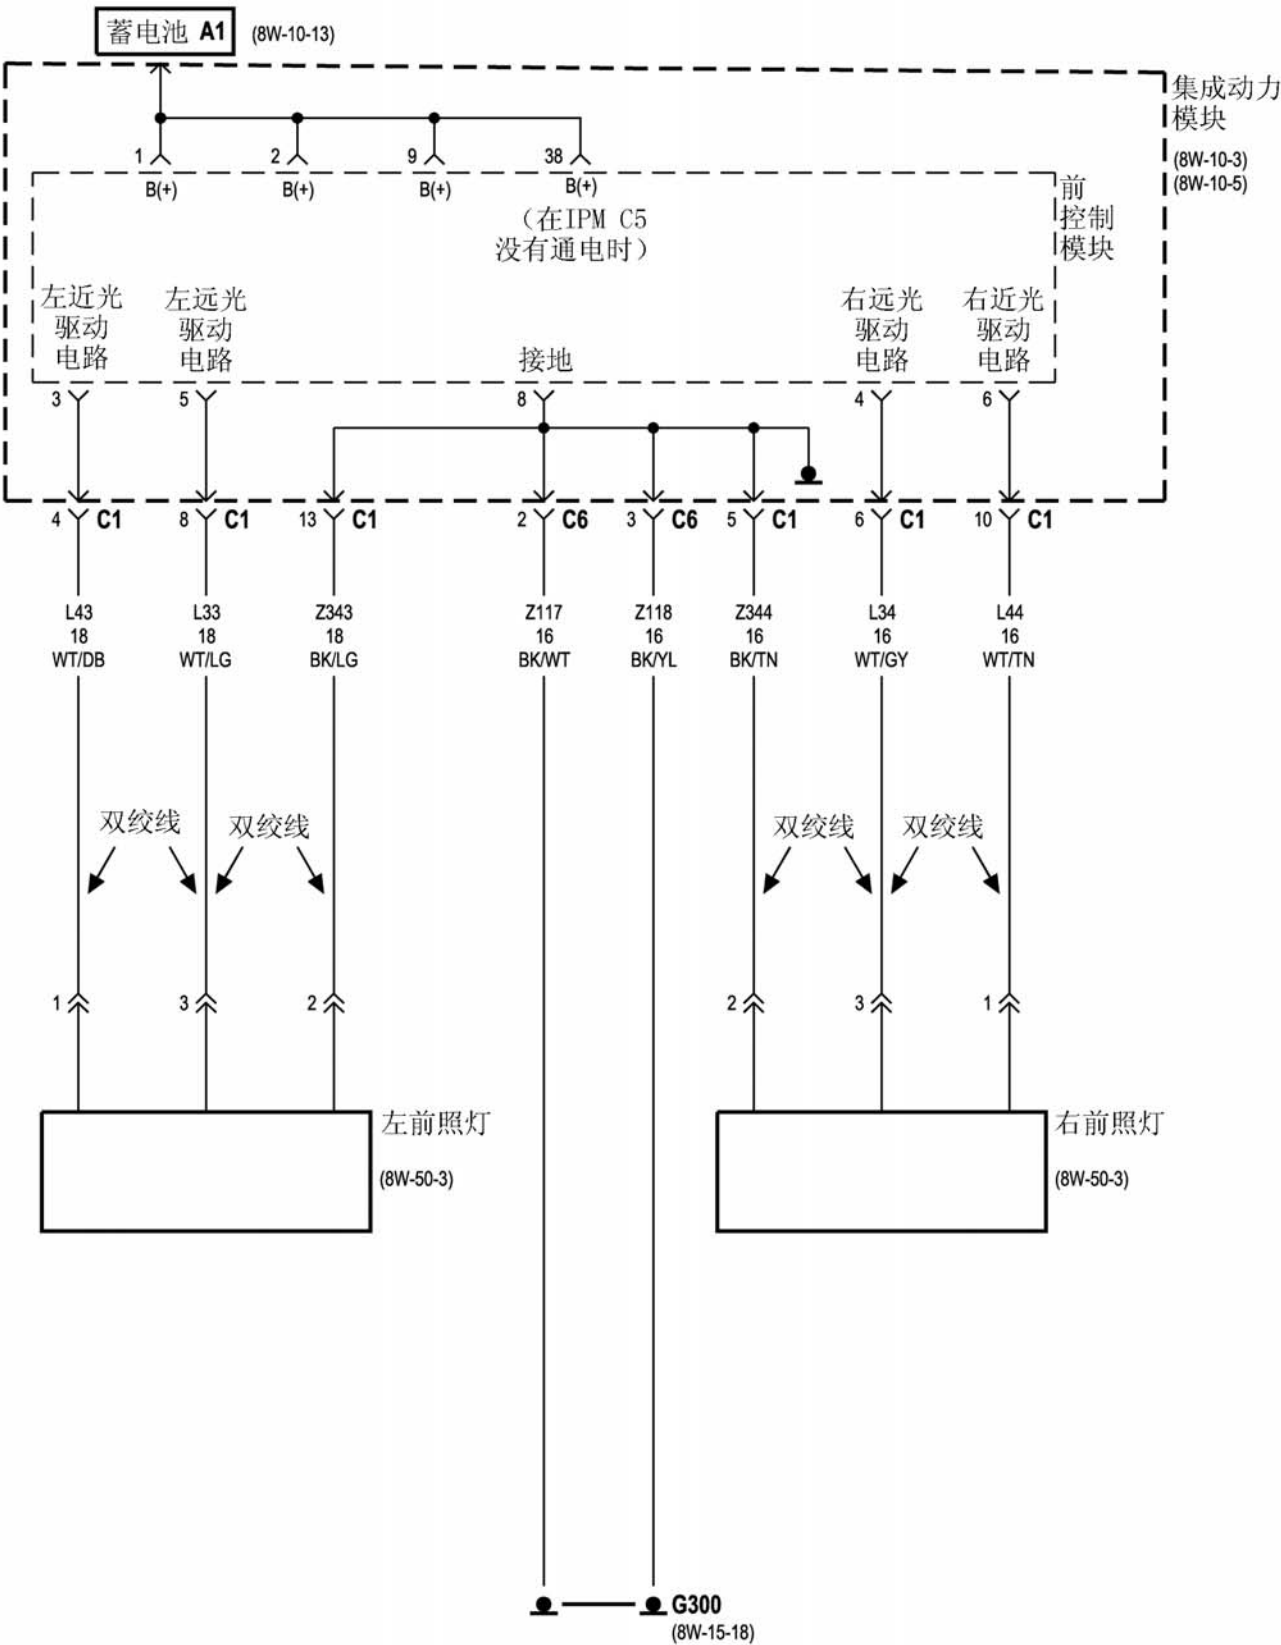 蓄电池 A1 (8W-10-13)
集成动力
模块
(8W-10-3)
(8W-10-5)
1 2 9 38
B(+) B(+) B(+) B(+)
前
控制
模块
（在IPM C5
没有通电时）
左近光
驱动
电路
左远光
驱动
电路
接地
右远光
驱动
电路
右近光
驱动
电路
3 5 8 4 6
4 C1 8 C1 13 C1 2 C6 3 C6 5 C1 6 C1 10 C1
L43 L33 Z343 Z117 Z118 Z344 L34 L44
18 18 18 16 16 16 16 16
WT/DB WT/LG BK/LG BK/WT BK/YL BK/TN WT/GY WT/TN
双绞线 双绞线 双绞线 双绞线
1 3 2 2 3 1
左前照灯
(8W-50-3)
右前照灯
(8W-50-3)
G300
(8W-15-18)